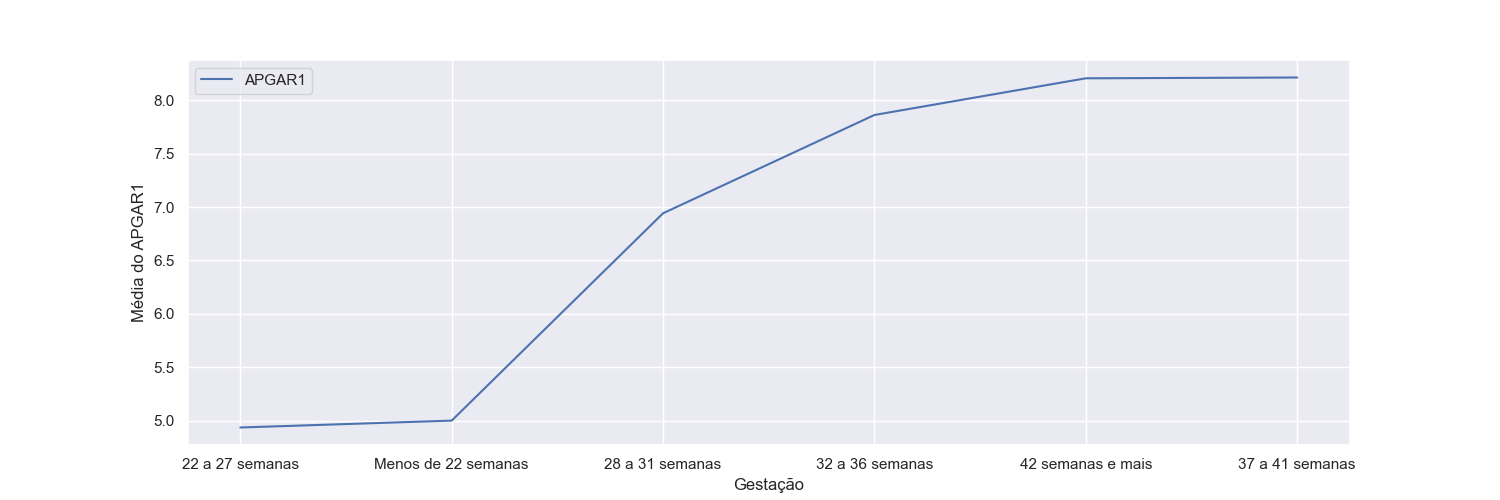 APGAR1
8.0
7.5
7.0
6.5
6.0
5.5
5.0
Média do APGAR1
22 a 27 semanas
Menos de 22 semanas
28 a 31 semanas
32 a 36 semanas
42 semanas e mais
37 a 41 semanas
Gestação